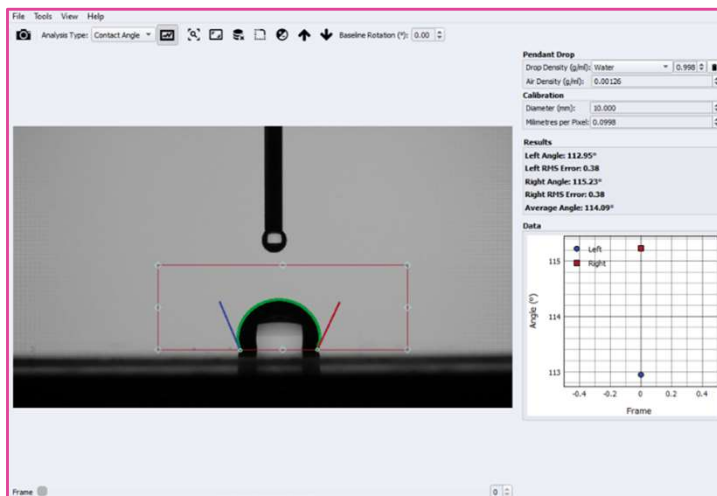 File Tools View Help
Analysis Type: Contact Angle Baseline Rotation (°): 0.00
Pendant Drop
Drop Density (g/ml): Water 0.998
Air Density (g/ml): 0.00126
Calibration
Diameter (mm): 10.000
Milimetres per Pixel: 0.0998
Results
Left Angle: 112.95°
Left RMS Error: 0.38
Right Angle: 115.23°
Right RMS Error: 0.38
Average Angle: 114.09°
Data
Left
Right
115
114
113
Angle (°)
-0.4 -0.2 0 0.2 0.4
Frame
Frame 0